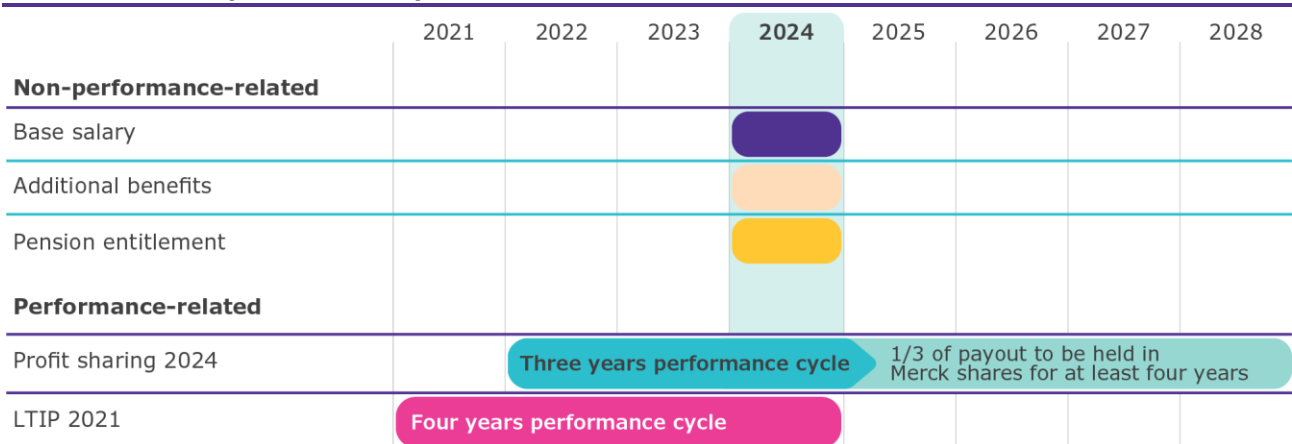 2021 2022 2023 2024 2025 2026 2027 2028
Non-performance-related
Base salary
Additional benefits
Pension entitlement
Performance-related
Profit sharing 2024 Three years performance cycle 1/3 of payout to be held in
Merck shares for at least four years
LTIP 2021 Four years performance cycle